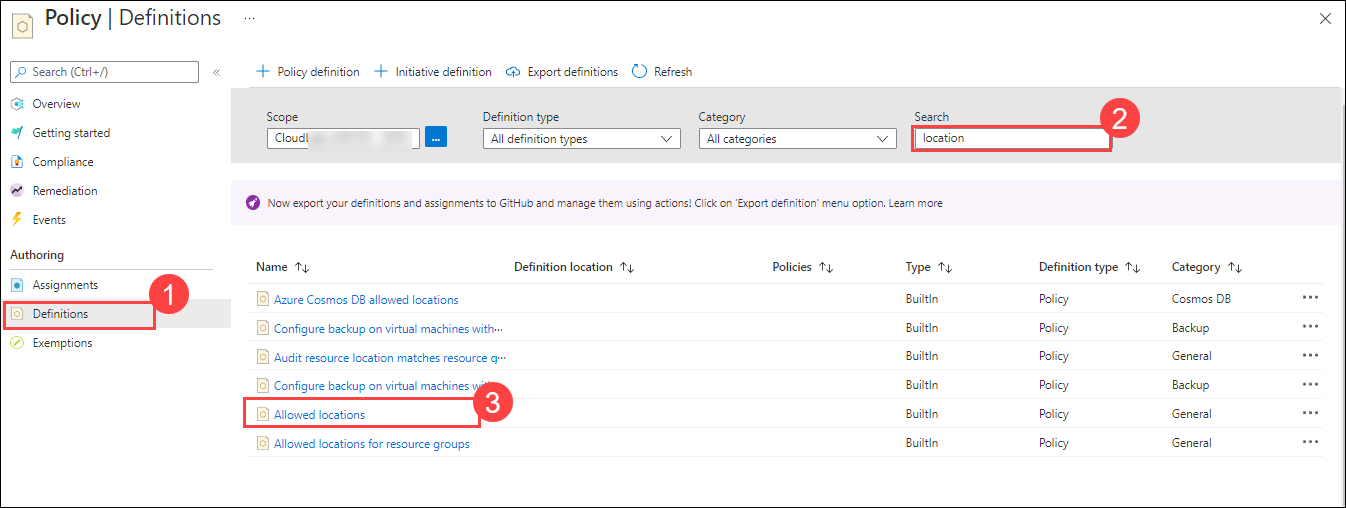 Policy | Definitions ...
Search (Ctrl+/) «
Overview
Getting started
Compliance
Remediation
Events
Authoring
Assignments
1
Definitions
Exemptions
+ Policy definition + Initiative definition Export definitions Refresh
Scope Definition type Category Search
2
... All definition types All categories location
Now export your definitions and assignments to GitHub and manage them using actions! Click on 'Export definition' menu option. Learn more
Name ↑↓ Definition location ↑↓ Policies ↑↓ Type ↑↓ Definition type ↑↓ Category ↑↓
Azure Cosmos DB allowed locations BuiltIn Policy Cosmos DB ...
Configure backup on virtual machines with... BuiltIn Policy Backup ...
Audit resource location matches resource g... BuiltIn Policy General ...
Configure backup on virtual machines BuiltIn Policy Backup ...
3
Allowed locations BuiltIn Policy General ...
Allowed locations for resource groups BuiltIn Policy General ...